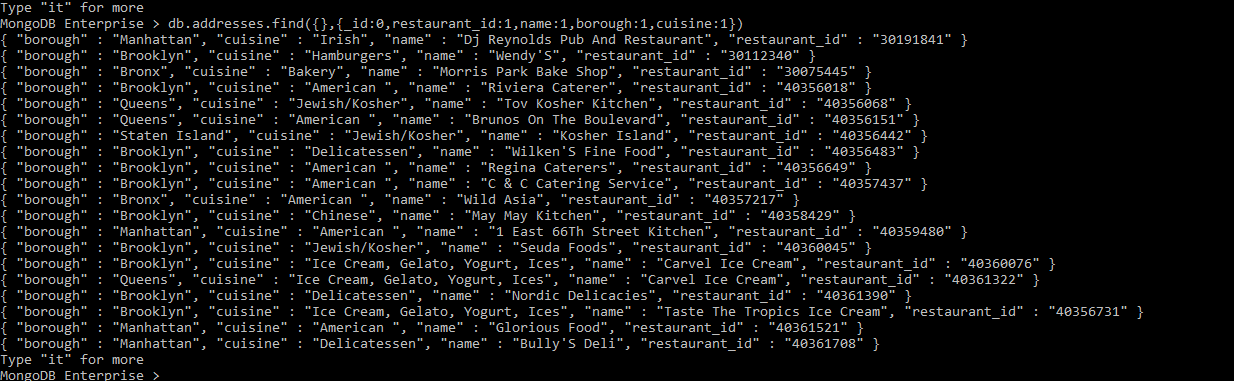 Type "it" for more
MongoDB Enterprise > db.addresses.find({},{_id:0,restaurant_id:1,name:1,borough:1,cuisine:1})
{ "borough" : "Manhattan", "cuisine" : "Irish", "name" : "Dj Reynolds Pub And Restaurant", "restaurant_id" : "30191841" }
{ "borough" : "Brooklyn", "cuisine" : "Hamburgers", "name" : "Wendy'S", "restaurant_id" : "30112340" }
{ "borough" : "Bronx", "cuisine" : "Bakery", "name" : "Morris Park Bake Shop", "restaurant_id" : "30075445" }
{ "borough" : "Brooklyn", "cuisine" : "American ", "name" : "Riviera Caterer", "restaurant_id" : "40356018" }
{ "borough" : "Queens", "cuisine" : "Jewish/Kosher", "name" : "Tov Kosher Kitchen", "restaurant_id" : "40356068" }
{ "borough" : "Queens", "cuisine" : "American ", "name" : "Brunos On The Boulevard", "restaurant_id" : "40356151" }
{ "borough" : "Staten Island", "cuisine" : "Jewish/Kosher", "name" : "Kosher Island", "restaurant_id" : "40356442" }
{ "borough" : "Brooklyn", "cuisine" : "Delicatessen", "name" : "Wilken'S Fine Food", "restaurant_id" : "40356483" }
{ "borough" : "Brooklyn", "cuisine" : "American ", "name" : "Regina Caterers", "restaurant_id" : "40356649" }
{ "borough" : "Brooklyn", "cuisine" : "American ", "name" : "C & C Catering Service", "restaurant_id" : "40357437" }
{ "borough" : "Bronx", "cuisine" : "American ", "name" : "Wild Asia", "restaurant_id" : "40357217" }
{ "borough" : "Brooklyn", "cuisine" : "Chinese", "name" : "May May Kitchen", "restaurant_id" : "40358429" }
{ "borough" : "Manhattan", "cuisine" : "American ", "name" : "1 East 66Th Street Kitchen", "restaurant_id" : "40359480" }
{ "borough" : "Brooklyn", "cuisine" : "Jewish/Kosher", "name" : "Seuda Foods", "restaurant_id" : "40360045" }
{ "borough" : "Brooklyn", "cuisine" : "Ice Cream, Gelato, Yogurt, Ices", "name" : "Carvel Ice Cream", "restaurant_id" : "40360076" }
{ "borough" : "Queens", "cuisine" : "Ice Cream, Gelato, Yogurt, Ices", "name" : "Carvel Ice Cream", "restaurant_id" : "40361322" }
{ "borough" : "Brooklyn", "cuisine" : "Delicatessen", "name" : "Nordic Delicacies", "restaurant_id" : "40361390" }
{ "borough" : "Brooklyn", "cuisine" : "Ice Cream, Gelato, Yogurt, Ices", "name" : "Taste The Tropics Ice Cream", "restaurant_id" : "40356731" }
{ "borough" : "Manhattan", "cuisine" : "American ", "name" : "Glorious Food", "restaurant_id" : "40361521" }
{ "borough" : "Manhattan", "cuisine" : "Delicatessen", "name" : "Bully'S Deli", "restaurant_id" : "40361708" }
Type "it" for more
MongoDB Enterprise >